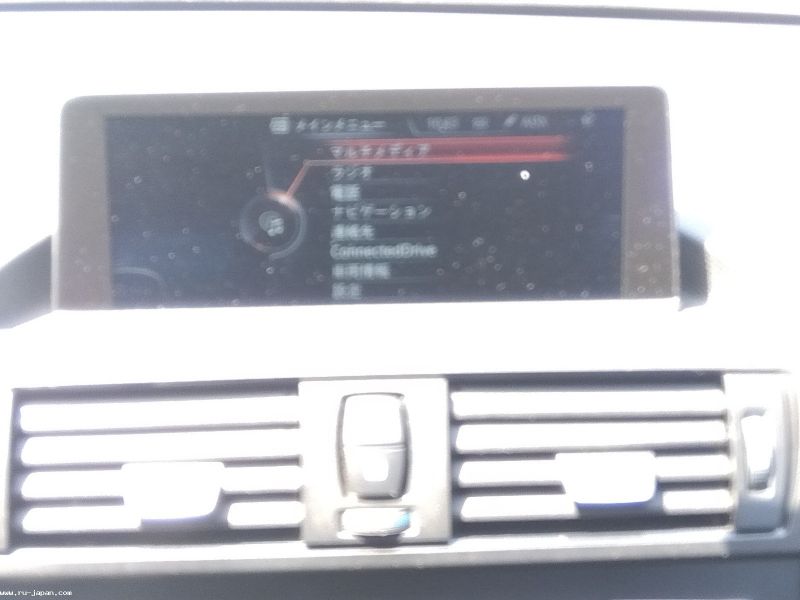 メインメニュー
マルチメディア
ラジオ
電話
ナビゲーション
連絡先
ConnectedDrive
車両情報
設定
www.ru-japan.com